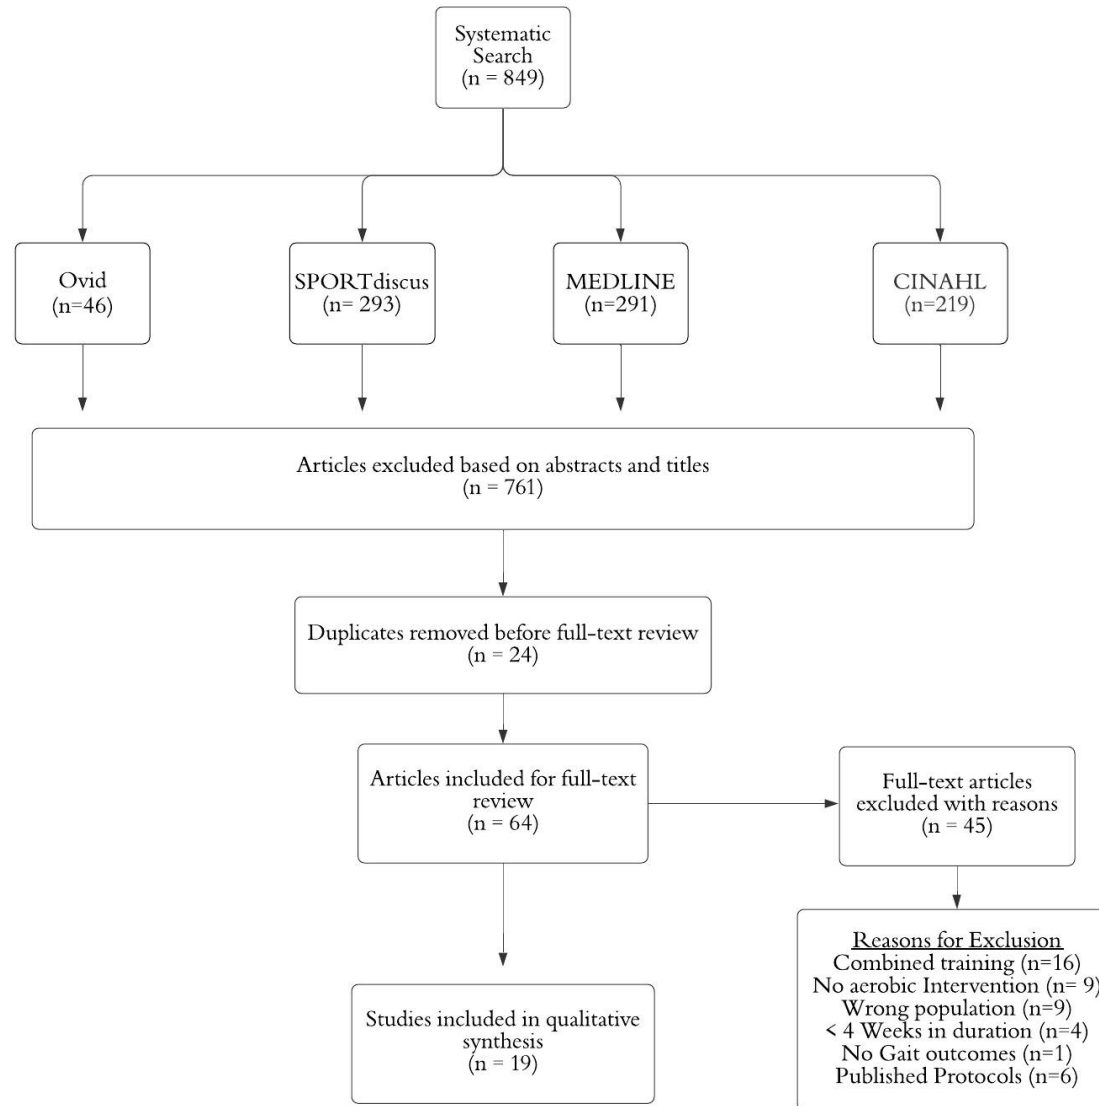 Systematic
Search
(n = 849)
Ovid
(n=46)
SPORTdiscus
(n= 293)
MEDLINE
(n=291)
CINAHL
(n=219)
Articles excluded based on abstracts and titles
(n = 761)
Duplicates removed before full-text review
(n = 24)
Articles included for full-text
review
(n = 64)
Full-text articles
excluded with reasons
(n = 45)
Reasons for Exclusion
Combined training (n=16)
No aerobic Intervention (n= 9)
Wrong population (n=9)
< 4 Weeks in duration (n=4)
No Gait outcomes (n=1)
Published Protocols (n=6)
Studies included in qualitative
synthesis
(n = 19)